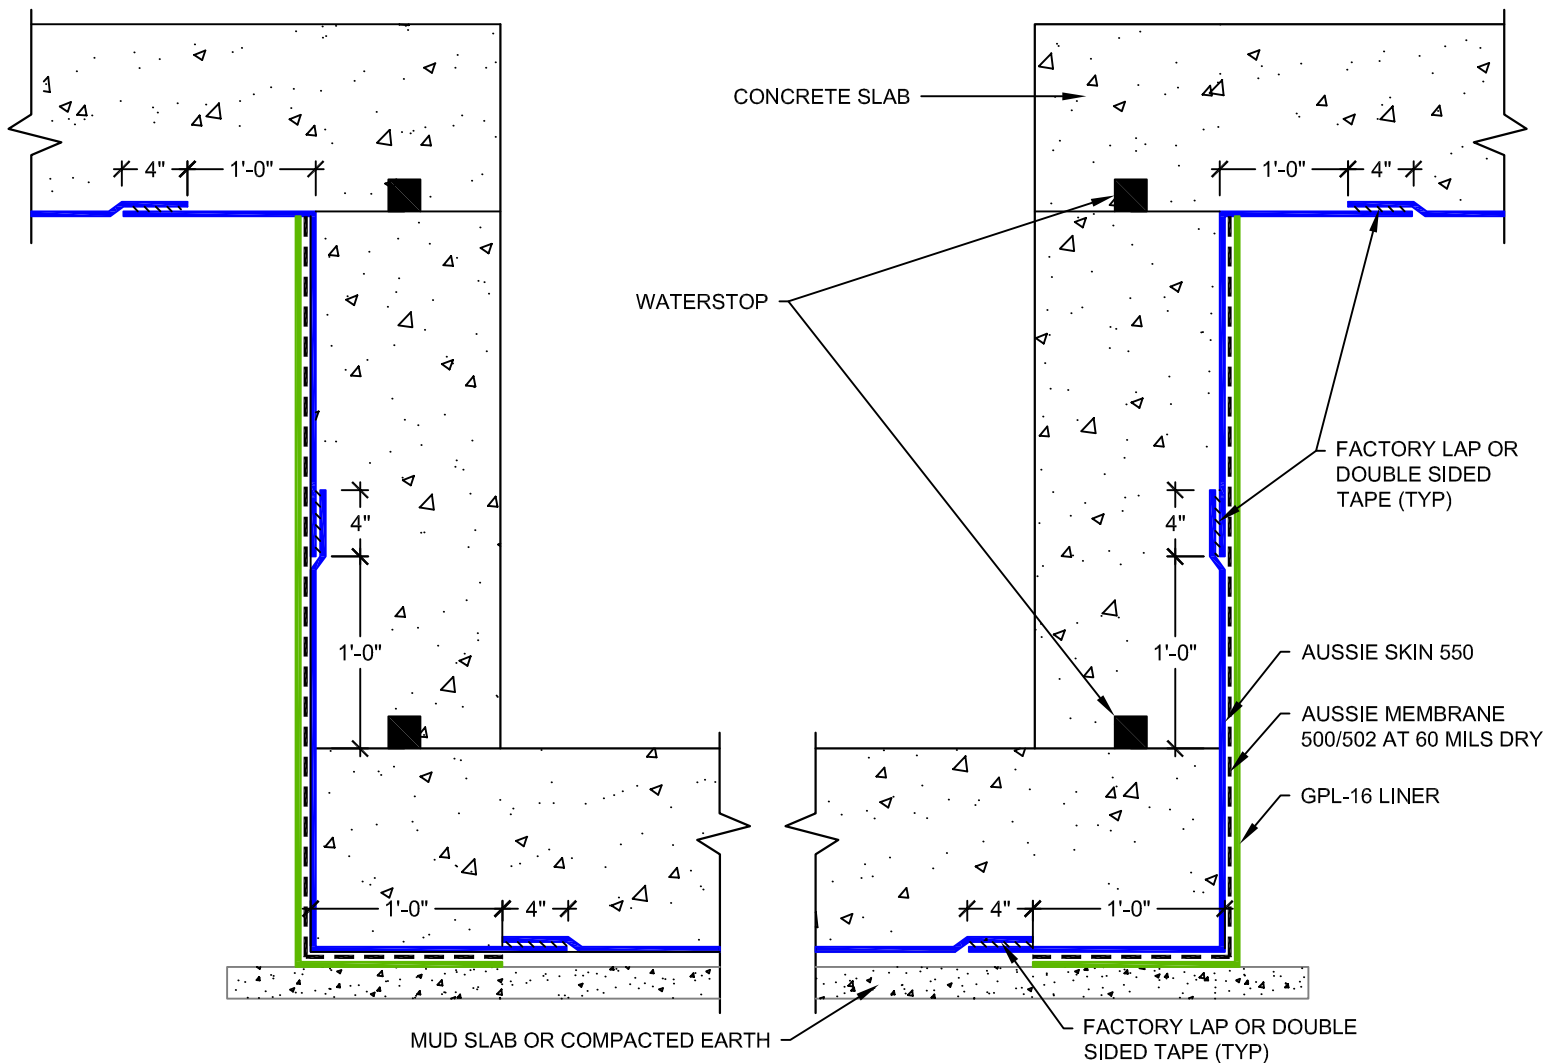 CONCRETE SLAB
4" 1'-0"
1'-0" 4"
WATERSTOP
FACTORY LAP OR
DOUBLE SIDED
TAPE (TYP)
4"
4"
1'-0"
1'-0"
AUSSIE SKIN 550
AUSSIE MEMBRANE
500/502 AT 60 MILS DRY
GPL-16 LINER
1'-0" 4"
4" 1'-0"
MUD SLAB OR COMPACTED EARTH
FACTORY LAP OR DOUBLE
SIDED TAPE (TYP)